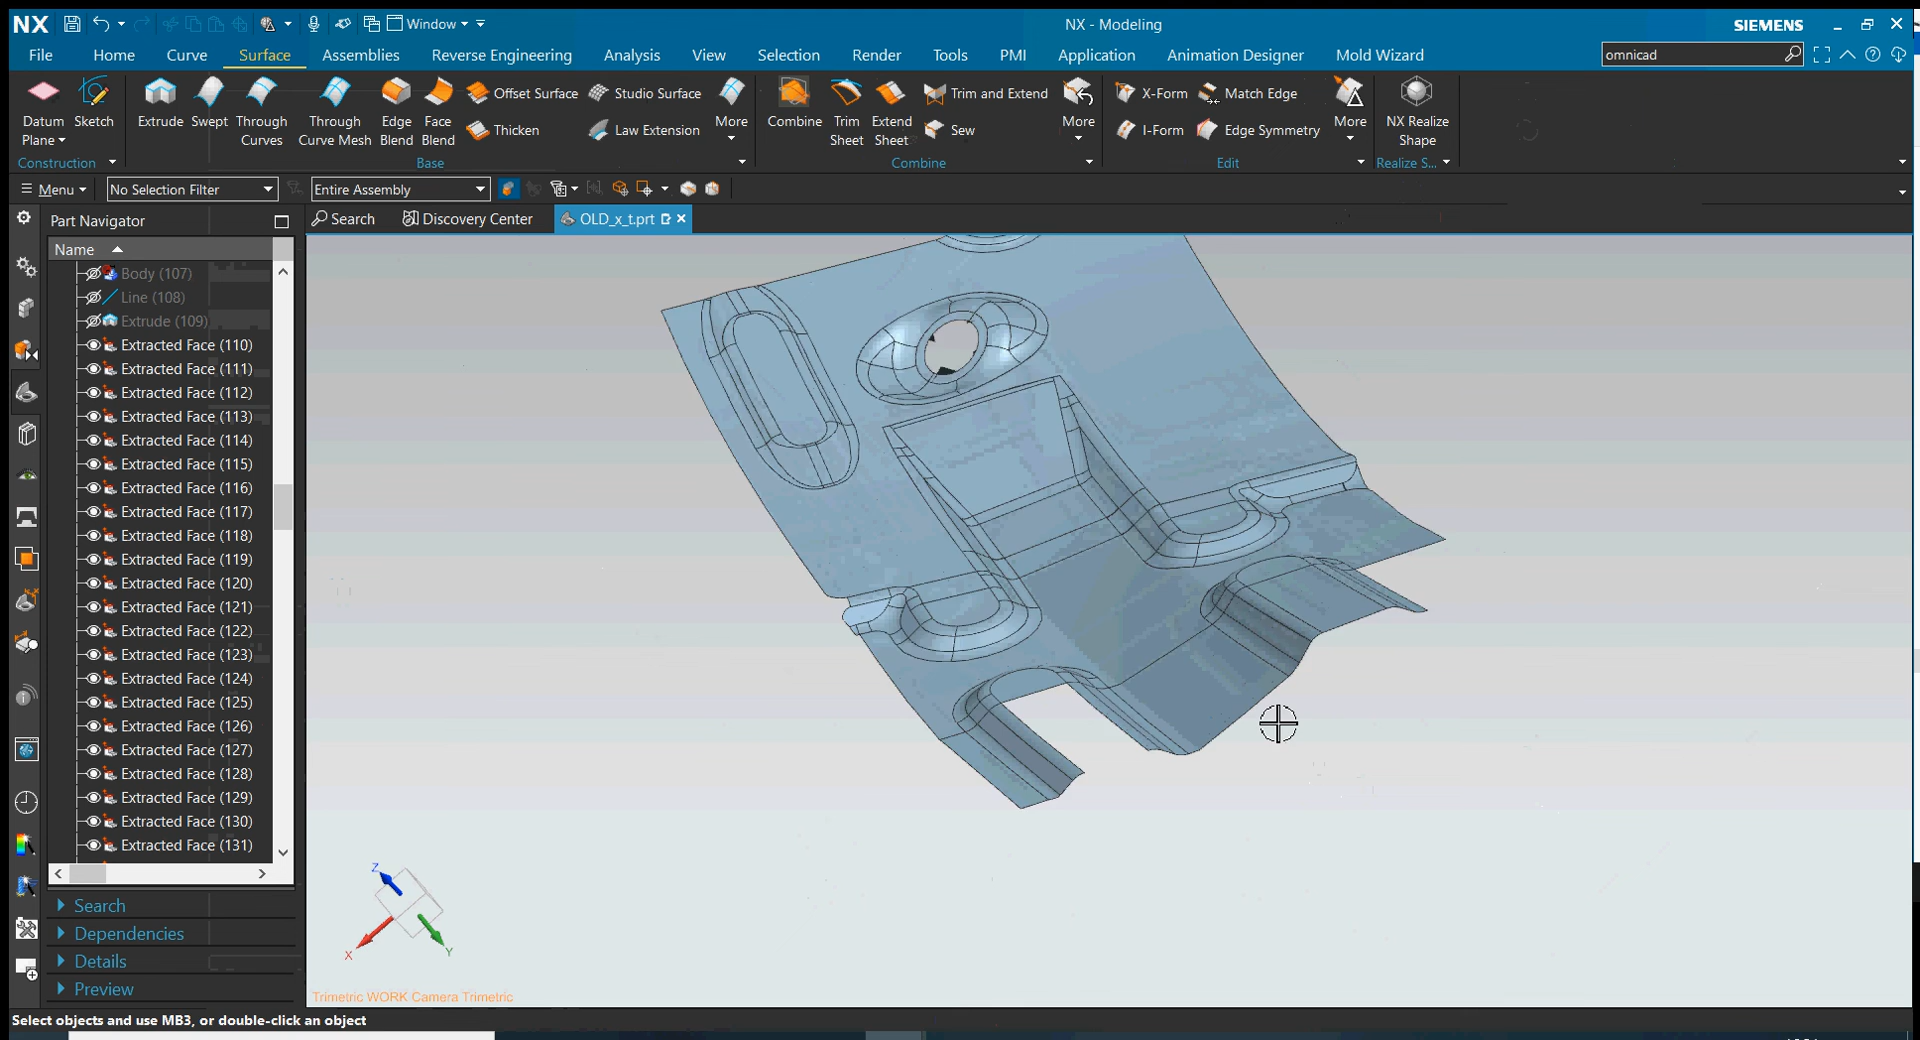 NX
Window
NX - Modeling
SIEMENS
File
Home
Curve
Surface
Assemblies
Reverse Engineering
Analysis
View
Selection
Render
Tools
PMI
Application
Animation Designer
Mold Wizard
omnicad
Datum Plane
Sketch
Extrude
Swept
Through Curves
Through Curve Mesh
Edge Blend
Face Blend
Offset Surface
Thicken
Studio Surface
Law Extension
More
Combine
Trim Sheet
Extend Sheet
Trim and Extend
Sew
More
X-Form
I-Form
Match Edge
Edge Symmetry
More
NX Realize Shape
Construction
Base
Combine
Edit
Realize S...
Menu
No Selection Filter
Entire Assembly
Part Navigator
Search
Discovery Center
OLD_x_t.prt
Name
Body (107)
Line (108)
Extrude (109)
Extracted Face (110)
Extracted Face (111)
Extracted Face (112)
Extracted Face (113)
Extracted Face (114)
Extracted Face (115)
Extracted Face (116)
Extracted Face (117)
Extracted Face (118)
Extracted Face (119)
Extracted Face (120)
Extracted Face (121)
Extracted Face (122)
Extracted Face (123)
Extracted Face (124)
Extracted Face (125)
Extracted Face (126)
Extracted Face (127)
Extracted Face (128)
Extracted Face (129)
Extracted Face (130)
Extracted Face (131)
Search
Dependencies
Details
Preview
Z
X
Y
Trimetric WORK Camera Trimetric
Select objects and use MB3, or double-click an object